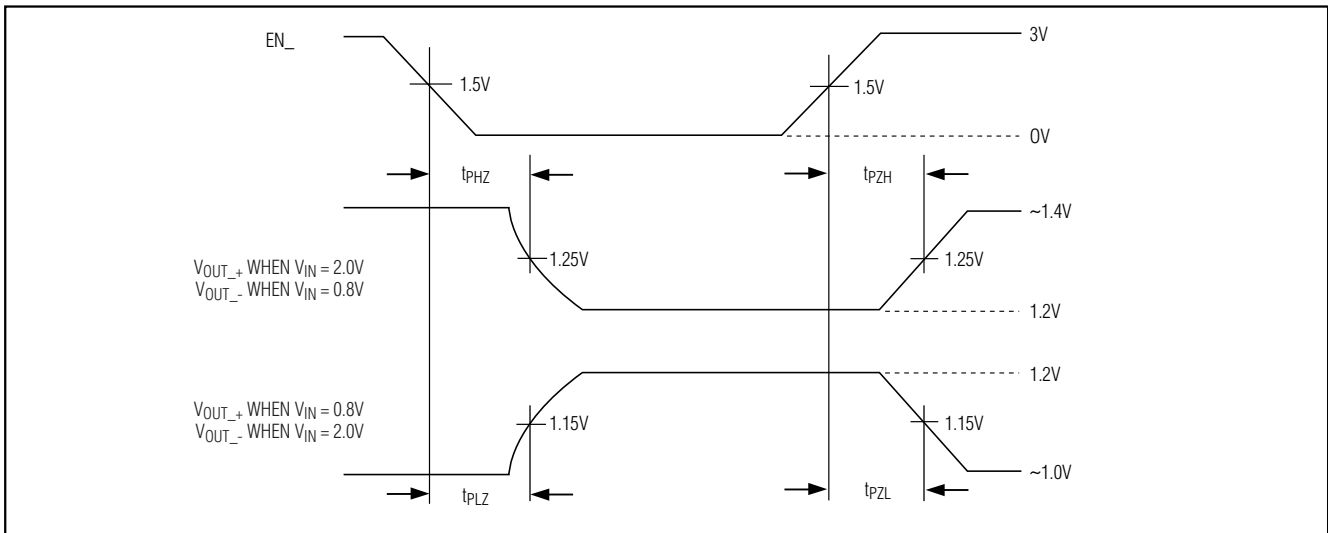 EN_
3V
1.5V
1.5V
0V
tPHZ
tPZH
~1.4V
1.25V
1.25V
VOUT_+ WHEN VIN = 2.0V
VOUT_- WHEN VIN = 0.8V
1.2V
1.2V
VOUT_+ WHEN VIN = 0.8V
VOUT_- WHEN VIN = 2.0V
1.15V
1.15V
~1.0V
tPLZ
tPZL